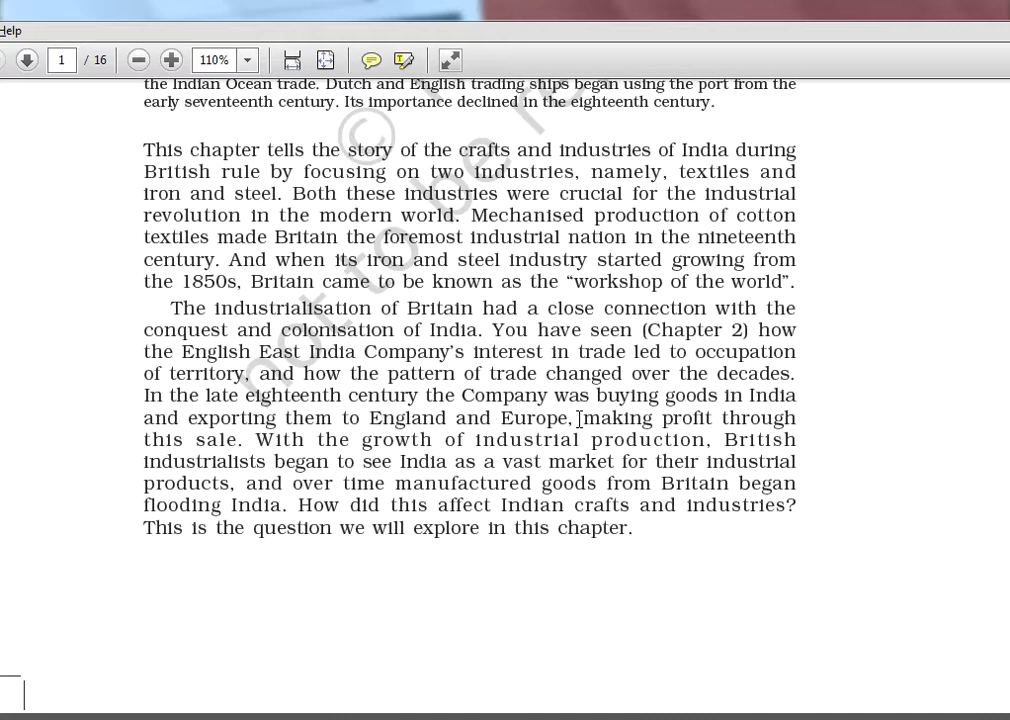 Help
1 / 16 110%
the Indian Ocean trade. Dutch and English trading ships began using the port from the
early seventeenth century. Its importance declined in the eighteenth century.
This chapter tells the story of the crafts and industries of India during
British rule by focusing on two industries, namely, textiles and
iron and steel. Both these industries were crucial for the industrial
revolution in the modern world. Mechanised production of cotton
textiles made Britain the foremost industrial nation in the nineteenth
century. And when its iron and steel industry started growing from
the 1850s, Britain came to be known as the “workshop of the world”.
The industrialisation of Britain had a close connection with the
conquest and colonisation of India. You have seen (Chapter 2) how
the English East India Company’s interest in trade led to occupation
of territory, and how the pattern of trade changed over the decades.
In the late eighteenth century the Company was buying goods in India
and exporting them to England and Europe, making profit through
this sale. With the growth of industrial production, British
industrialists began to see India as a vast market for their industrial
products, and over time manufactured goods from Britain began
flooding India. How did this affect Indian crafts and industries?
This is the question we will explore in this chapter.
©
not to be re